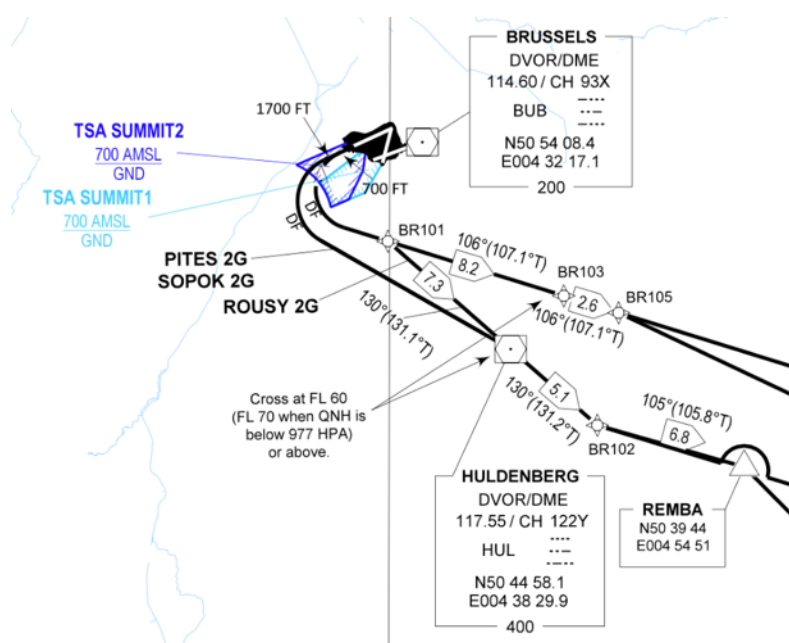 BRUSSELS
DVOR/DME
114.60 / CH 93X
BUB
N50 54 08.4
E004 32 17.1
200
1700 FT
TSA SUMMIT2
700 AMSL
GND
TSA SUMMIT1
700 AMSL
GND
700 FT
DF
DF
BR101
PITES 2G
SOPOK 2G
ROUSY 2G
106°(107.1°T)
8.2
BR103
2.6
BR105
106°(107.1°T)
7.3
130°(131.1°T)
Cross at FL 60
(FL 70 when QNH is
below 977 HPA)
or above.
5.1
130°(131.2°T)
BR102
105°(105.8°T)
6.8
HULDENBERG
DVOR/DME
117.55 / CH 122Y
HUL
N50 44 58.1
E004 38 29.9
400
REMBA
N50 39 44
E004 54 51